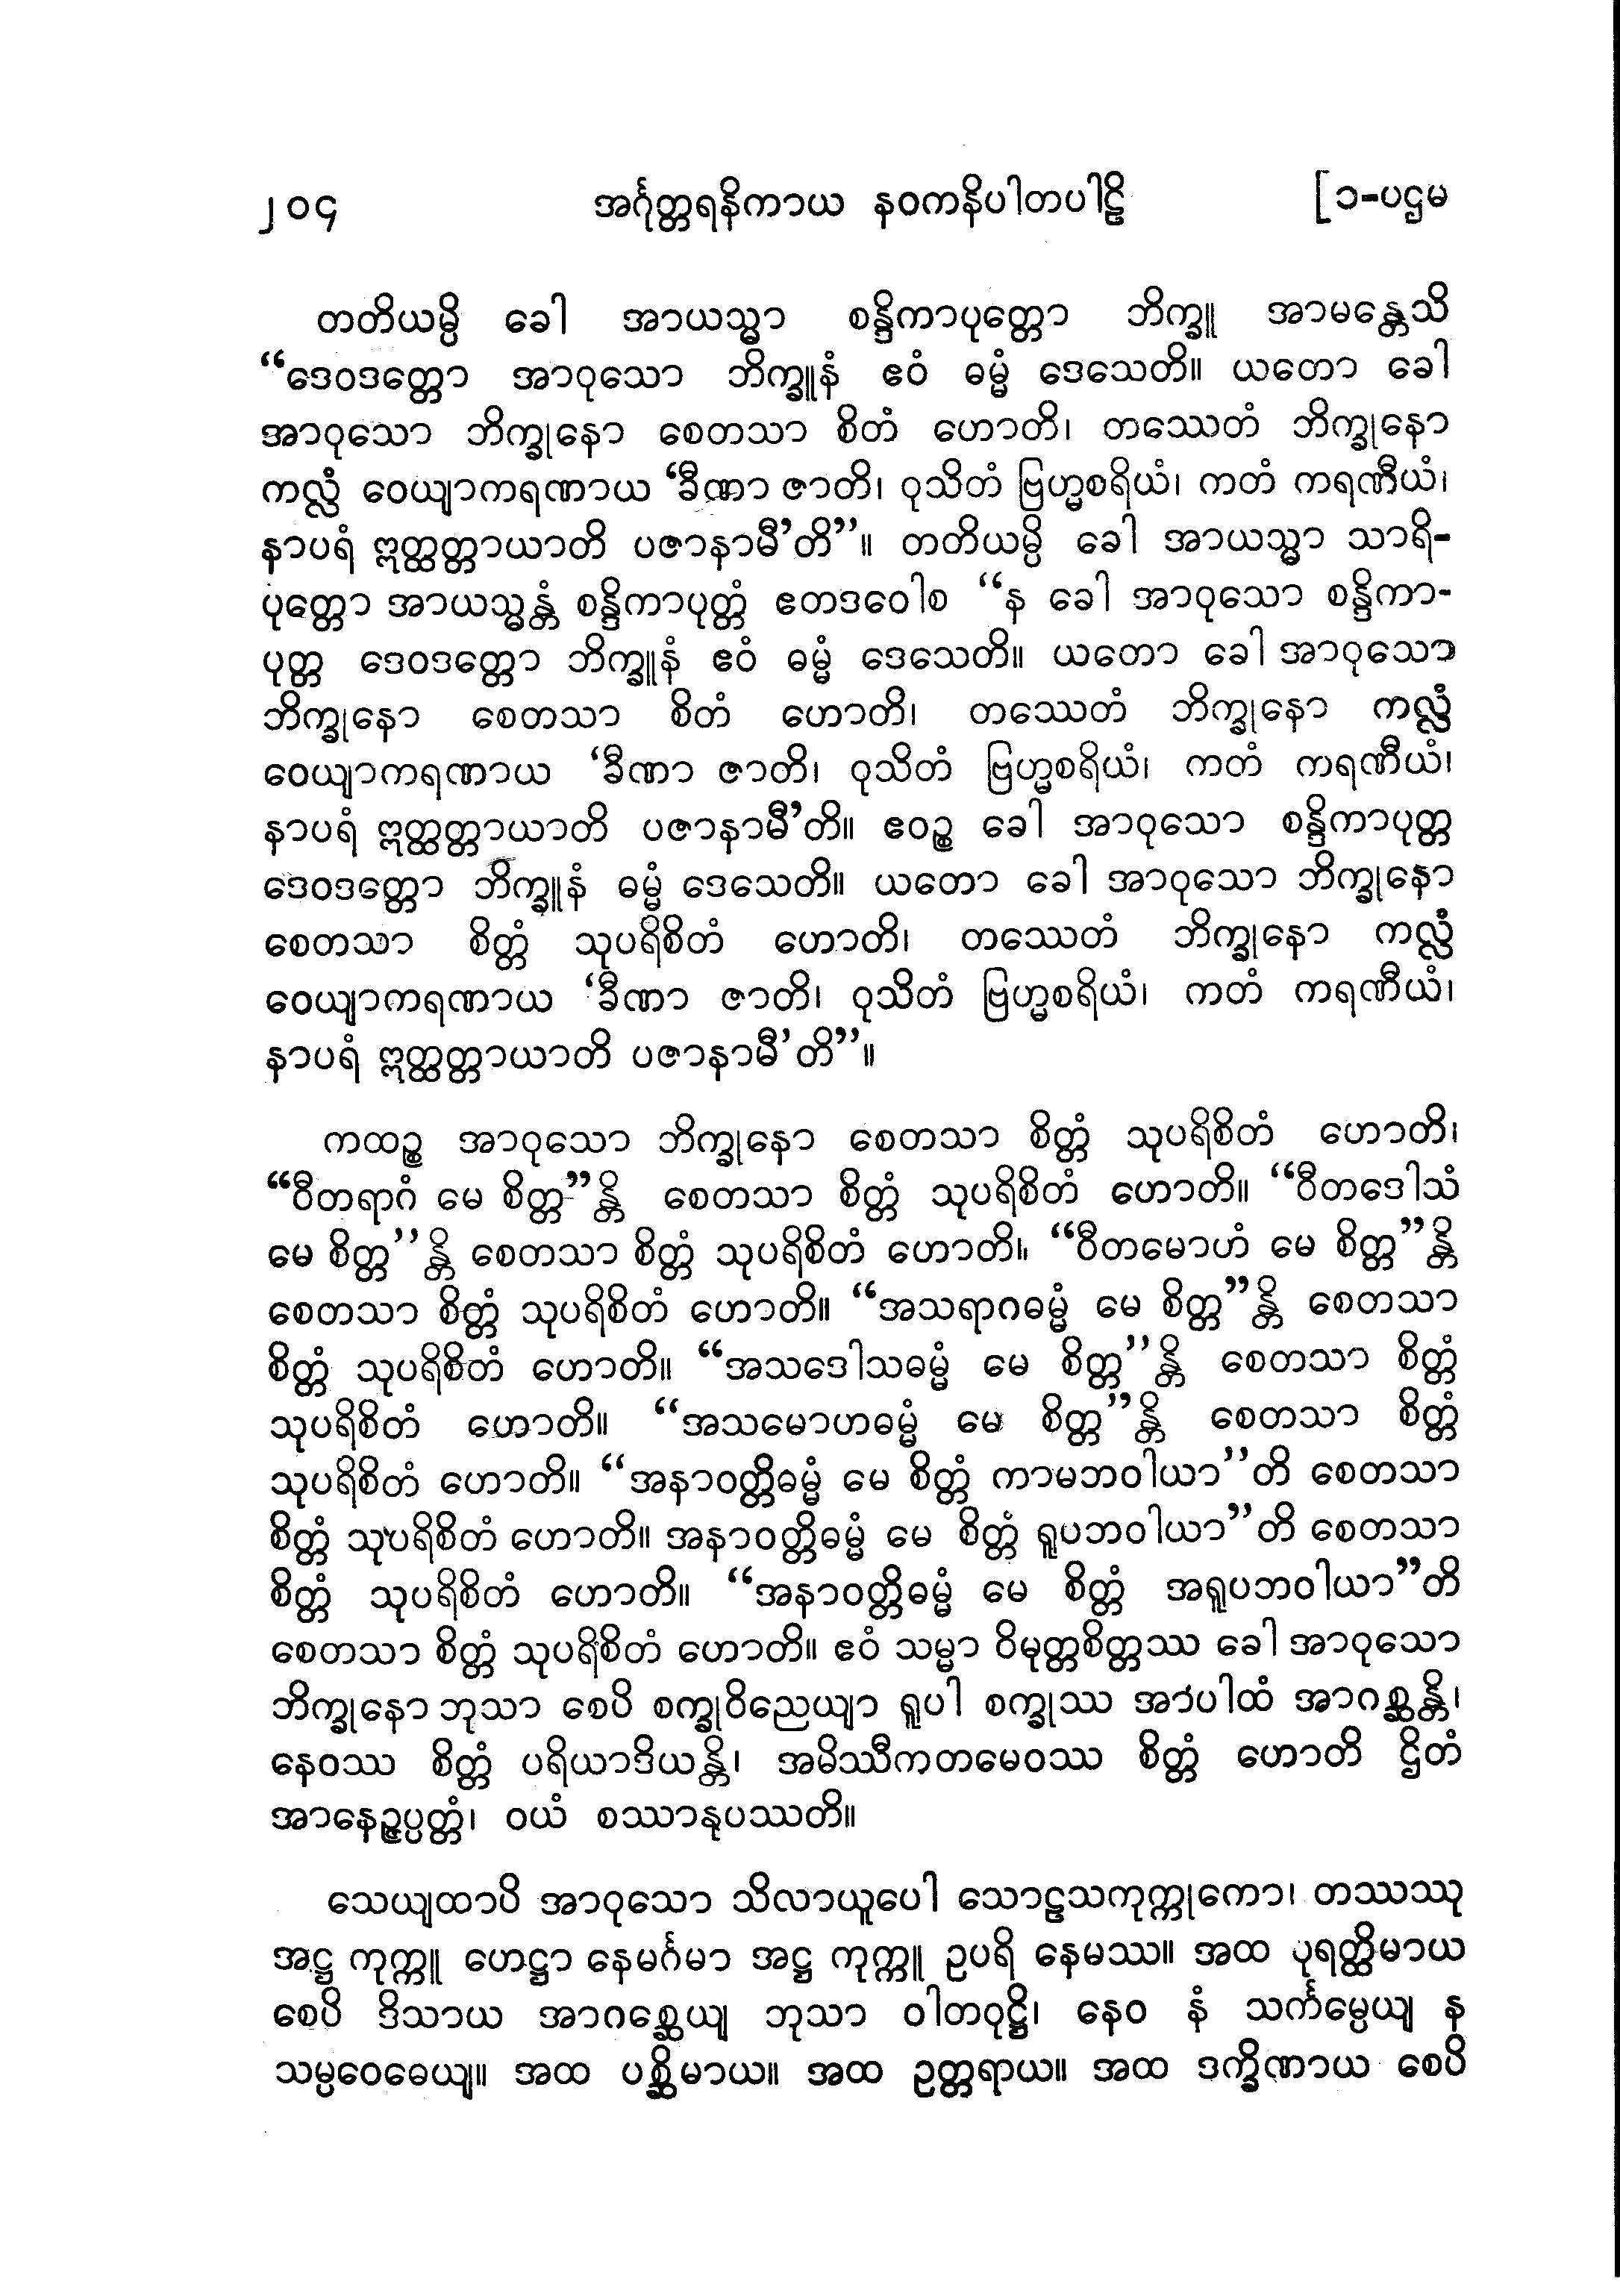 ၂၀၄ အင်္ဂုတ္တရနိကာယ နဝကနိပါတပါဠိ [၁-ပဌမ
တတိယမ္ပိ ခေါ အာယသ္မာ စန္ဒိကာပုတ္တော ဘိက္ခူ အာမန္တေသိ
“ဒေဝဒတ္တော အာဝုသော ဘိက္ခူနံ ဧဝံ ဓမ္မံ ဒေသေတိ။ ယတော ခေါ
အာဝုသော ဘိက္ခုနော စေတသာ စိတံ ဟောတိ၊ တဿေတံ ဘိက္ခုနော
ကလ္လံ ဝေယျာကရဏာယ ‘ခီဏာ ဇာတိ၊ ဝုသိတံ ဗြဟ္မစရိယံ၊ ကတံ ကရဏီယံ၊
နာပရံ ဣတ္ထတ္တာယာတိ ပဇာနာမီ’တိ”။ တတိယမ္ပိ ခေါ အာယသ္မာ သာရိ-
ပုတ္တော အာယသ္မန္တံ စန္ဒိကာပုတ္တံ ဧတဒဝေါစ “န ခေါ အာဝုသော စန္ဒိကာ-
ပုတ္တ ဒေဝဒတ္တော ဘိက္ခူနံ ဧဝံ ဓမ္မံ ဒေသေတိ။ ယတော ခေါ အာဝုသော
ဘိက္ခုနော စေတသာ စိတံ ဟောတိ၊ တဿေတံ ဘိက္ခုနော ကလ္လံ
ဝေယျာကရဏာယ ‘ခီဏာ ဇာတိ၊ ဝုသိတံ ဗြဟ္မစရိယံ၊ ကတံ ကရဏီယံ၊
နာပရံ ဣတ္ထတ္တာယာတိ ပဇာနာမီ’တိ။ ဧဝဉ္စ ခေါ အာဝုသော စန္ဒိကာပုတ္တ
ဒေဝဒတ္တော ဘိက္ခူနံ ဓမ္မံ ဒေသေတိ။ ယတော ခေါ အာဝုသော ဘိက္ခုနော
စေတသာ စိတ္တံ သုပရိစိတံ ဟောတိ၊ တဿေတံ ဘိက္ခုနော ကလ္လံ
ဝေယျာကရဏာယ ‘ခီဏာ ဇာတိ၊ ဝုသိတံ ဗြဟ္မစရိယံ၊ ကတံ ကရဏီယံ၊
နာပရံ ဣတ္ထတ္တာယာတိ ပဇာနာမီ’တိ”။
ကထဉ္စ အာဝုသော ဘိက္ခုနော စေတသာ စိတ္တံ သုပရိစိတံ ဟောတိ၊
“ဝီတရာဂံ မေ စိတ္တ”န္တိ စေတသာ စိတ္တံ သုပရိစိတံ ဟောတိ။ “ဝီတဒေါသံ
မေ စိတ္တ”န္တိ စေတသာ စိတ္တံ သုပရိစိတံ ဟောတိ။ “ဝီတမောဟံ မေ စိတ္တ”န္တိ
စေတသာ စိတ္တံ သုပရိစိတံ ဟောတိ။ “အသရာဂဓမ္မံ မေ စိတ္တ”န္တိ စေတသာ
စိတ္တံ သုပရိစိတံ ဟောတိ။ “အသဒေါသဓမ္မံ မေ စိတ္တ”န္တိ စေတသာ စိတ္တံ
သုပရိစိတံ ဟောတိ။ “အသမောဟဓမ္မံ မေ စိတ္တ”န္တိ စေတသာ စိတ္တံ
သုပရိစိတံ ဟောတိ။ “အနာဝတ္တိဓမ္မံ မေ စိတ္တံ ကာမဘဝါယာ”တိ စေတသာ
စိတ္တံ သုပရိစိတံ ဟောတိ။ အနာဝတ္တိဓမ္မံ မေ စိတ္တံ ရူပဘဝါယာ”တိ စေတသာ
စိတ္တံ သုပရိစိတံ ဟောတိ။ “အနာဝတ္တိဓမ္မံ မေ စိတ္တံ အရူပဘဝါယာ”တိ
စေတသာ စိတ္တံ သုပရိစိတံ ဟောတိ။ ဧဝံ သမ္မာ ဝိမုတ္တစိတ္တဿ ခေါ အာဝုသော
ဘိက္ခုနော ဘုသာ စေပိ စက္ခုဝိညေယျာ ရူပါ စက္ခုဿ အာပါထံ အာဂစ္ဆန္တိ၊
နေဝဿ စိတ္တံ ပရိယာဒိယန္တိ၊ အမိဿီကတမေဝဿ စိတ္တံ ဟောတိ ဌိတံ
အာနေဉ္ဇပ္ပတ္တံ၊ ဝယံ စဿာနုပဿတိ။
သေယျထာပိ အာဝုသော သိလာယူပေါ သောဠသကုက္ကုကော၊ တဿဿု
အဋ္ဌ ကုက္ကူ ဟေဋ္ဌာ နေမင်္ဂမာ အဋ္ဌ ကုက္ကူ ဥပရိ နေမဿ။ အထ ပုရတ္ထိမာယ
စေပိ ဒိသာယ အာဂစ္ဆေယျ ဘုသာ ဝါတဝုဋ္ဌိ၊ နေဝ နံ သင်္ကမ္ပေယျ န
သမ္ပဝေဓေယျ။ အထ ပစ္ဆိမာယ။ အထ ဥတ္တရာယ။ အထ ဒက္ခိဏာယ စေပိ